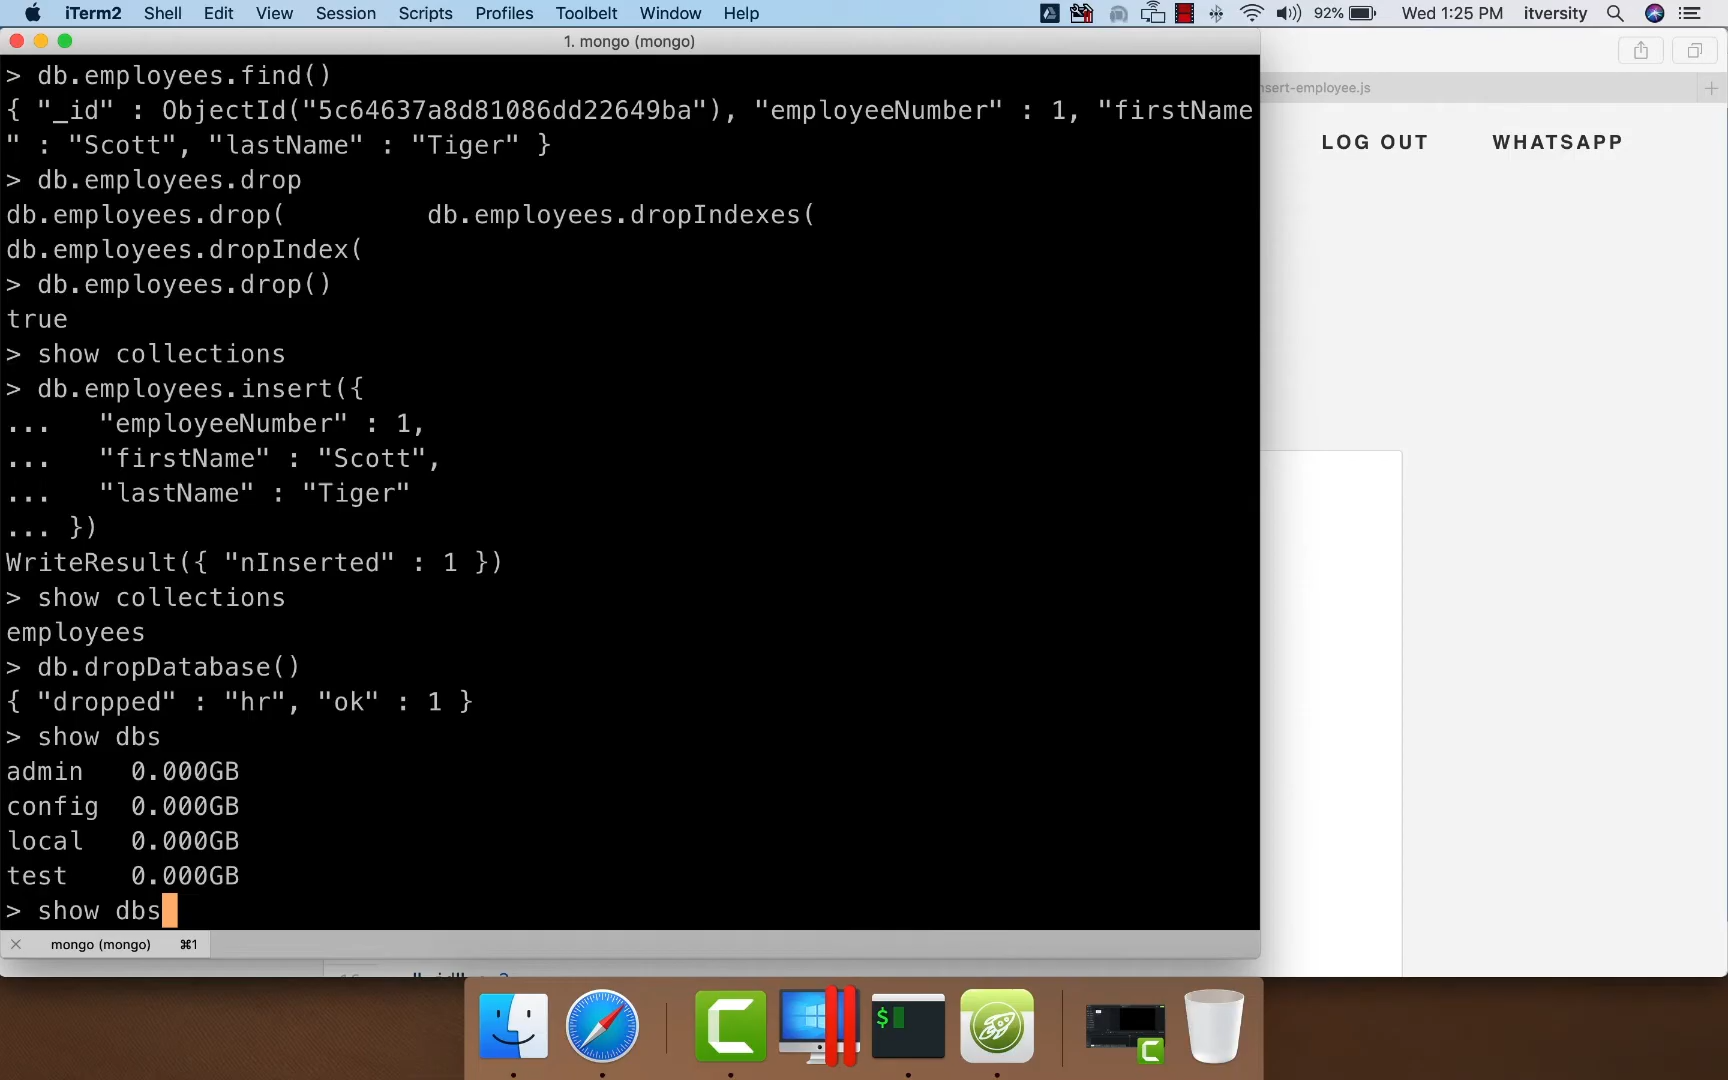 iTerm2 Shell Edit View Session Scripts Profiles Toolbelt Window Help 92% Wed 1:25 PM itversity
1. mongo (mongo)
> db.employees.find()
{ "_id" : ObjectId("5c64637a8d81086dd22649ba"), "employeeNumber" : 1, "firstName
" : "Scott", "lastName" : "Tiger" }
> db.employees.drop
db.employees.drop( db.employees.dropIndexes(
db.employees.dropIndex(
> db.employees.drop()
true
> show collections
> db.employees.insert({
... "employeeNumber" : 1,
... "firstName" : "Scott",
... "lastName" : "Tiger"
... })
WriteResult({ "nInserted" : 1 })
> show collections
employees
> db.dropDatabase()
{ "dropped" : "hr", "ok" : 1 }
> show dbs
admin 0.000GB
config 0.000GB
local 0.000GB
test 0.000GB
> show dbs
mongo (mongo) ⌘1
nsert-employee.js
LOG OUT WHATSAPP
$